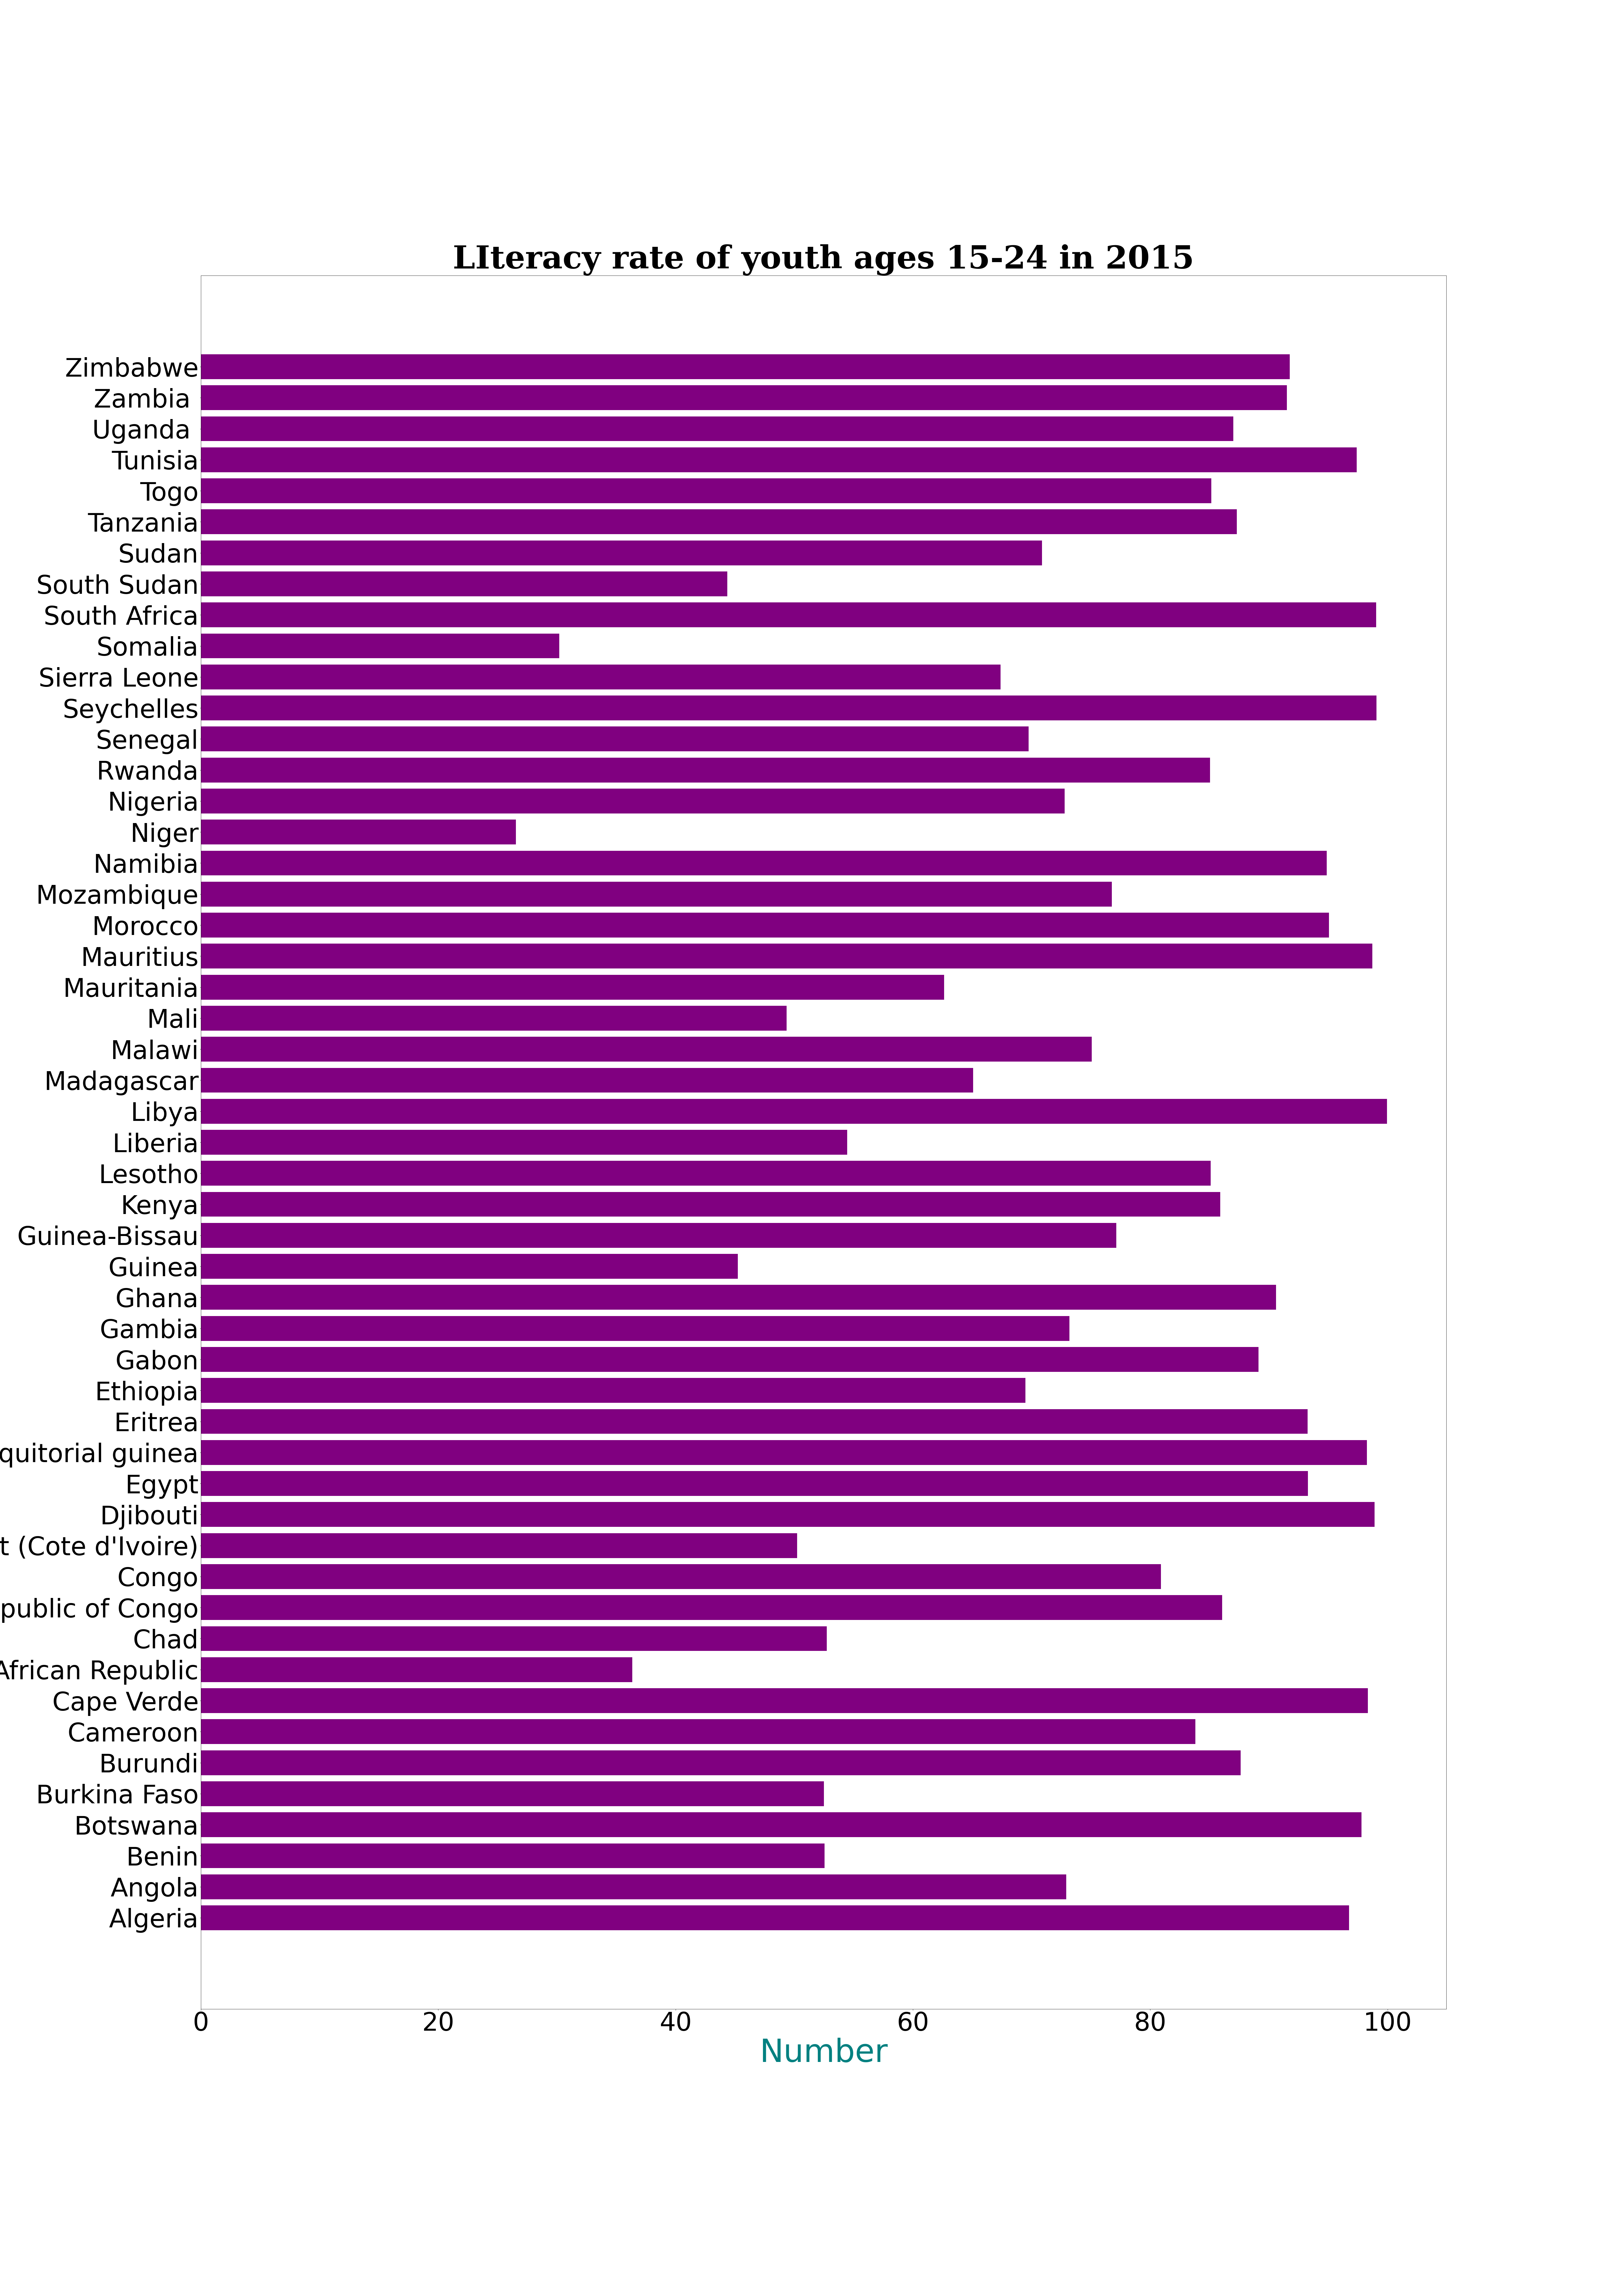 LIteracy rate of youth ages 15-24 in 2015
Zimbabwe
Zambia
Uganda
Tunisia
Togo
Tanzania
Sudan
South Sudan
South Africa
Somalia
Sierra Leone
Seychelles
Senegal
Rwanda
Nigeria
Niger
Namibia
Mozambique
Morocco
Mauritius
Mauritania
Mali
Malawi
Madagascar
Libya
Liberia
Lesotho
Kenya
Guinea-Bissau
Guinea
Ghana
Gambia
Gabon
Ethiopia
Eritrea
quitorial guinea
Egypt
Djibouti
t (Cote d'Ivoire)
Congo
public of Congo
Chad
African Republic
Cape Verde
Cameroon
Burundi
Burkina Faso
Botswana
Benin
Angola
Algeria
0 20 40 60 80 100
Number